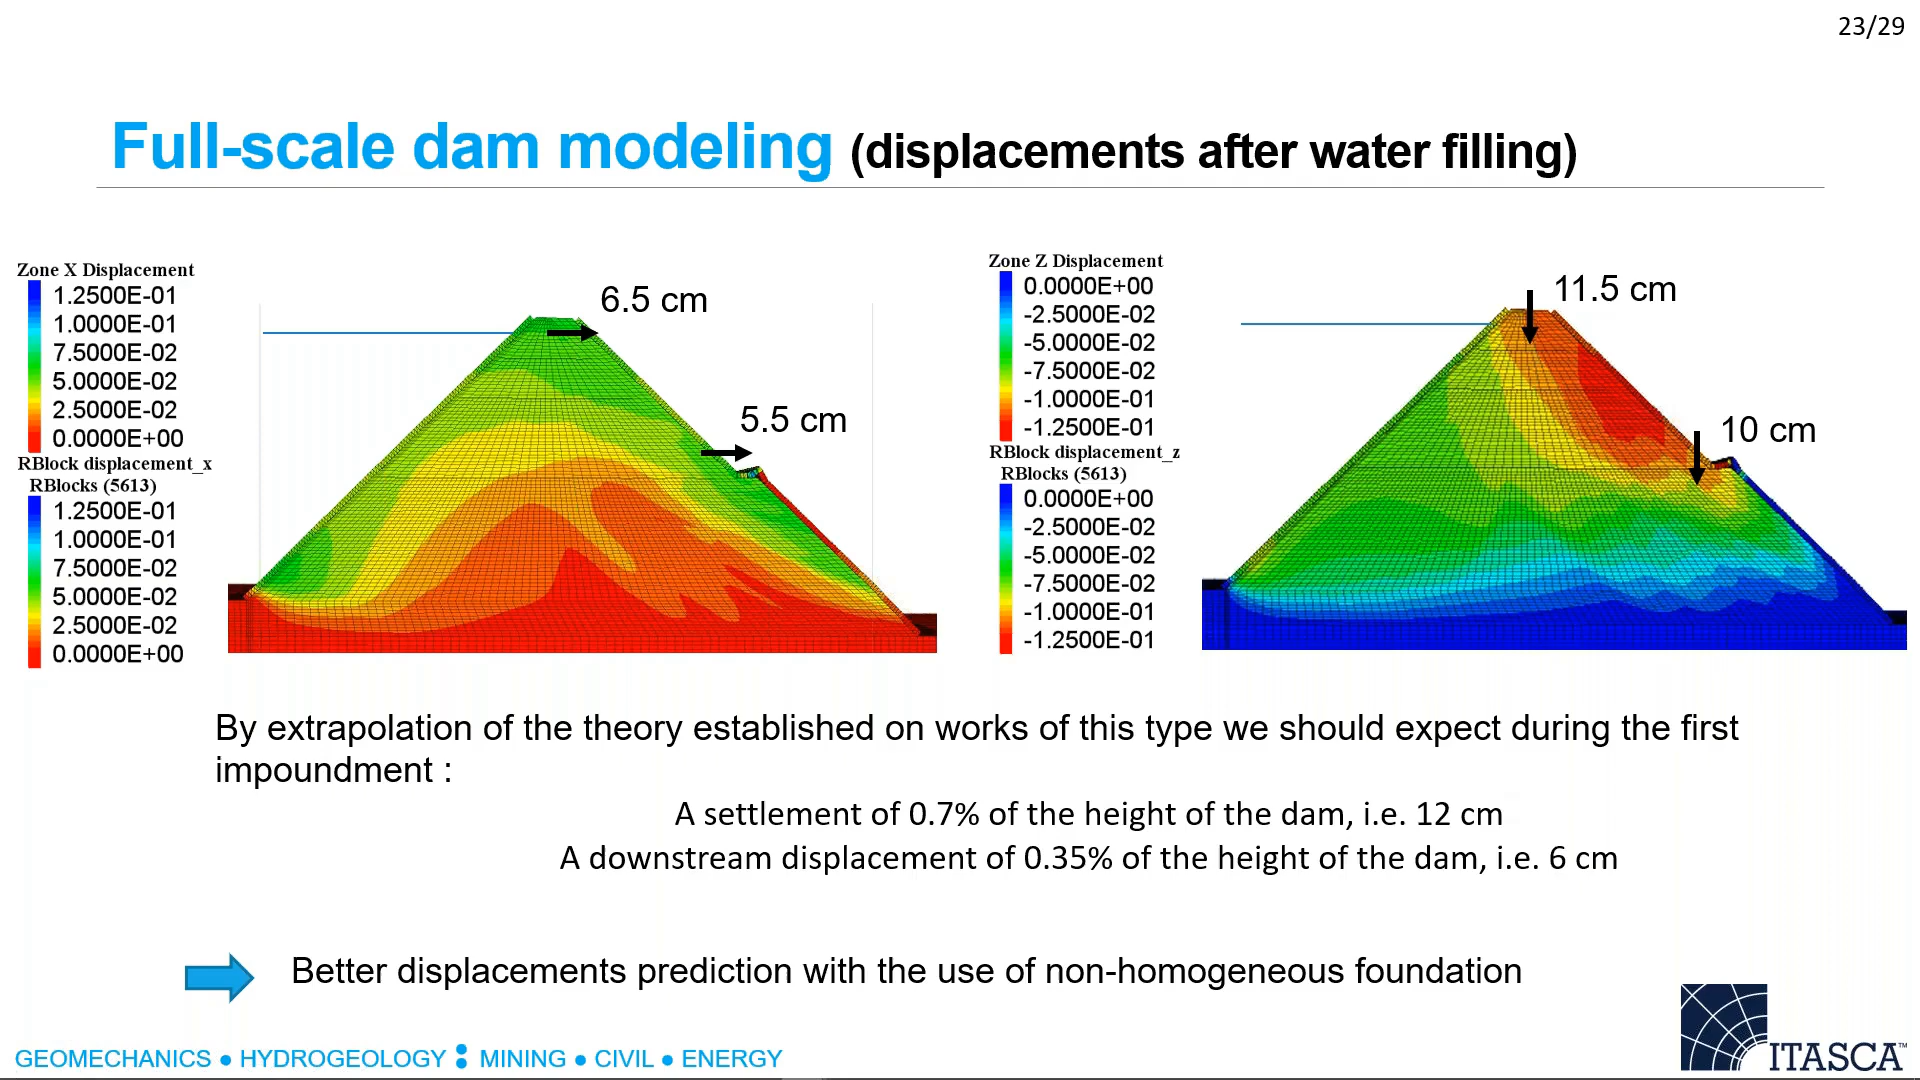 23/29
Full-scale dam modeling (displacements after water filling)
Zone X Displacement
1.2500E-01
1.0000E-01
7.5000E-02
5.0000E-02
2.5000E-02
0.0000E+00
RBlock displacement_x
RBlocks (5613)
1.2500E-01
1.0000E-01
7.5000E-02
5.0000E-02
2.5000E-02
0.0000E+00
6.5 cm
5.5 cm
Zone Z Displacement
0.0000E+00
-2.5000E-02
-5.0000E-02
-7.5000E-02
-1.0000E-01
-1.2500E-01
RBlock displacement_z
RBlocks (5613)
0.0000E+00
-2.5000E-02
-5.0000E-02
-7.5000E-02
-1.0000E-01
-1.2500E-01
11.5 cm
10 cm
By extrapolation of the theory established on works of this type we should expect during the first
impoundment :
A settlement of 0.7% of the height of the dam, i.e. 12 cm
A downstream displacement of 0.35% of the height of the dam, i.e. 6 cm
Better displacements prediction with the use of non-homogeneous foundation
GEOMECHANICS ● HYDROGEOLOGY : MINING ● CIVIL ● ENERGY
ITASCA™